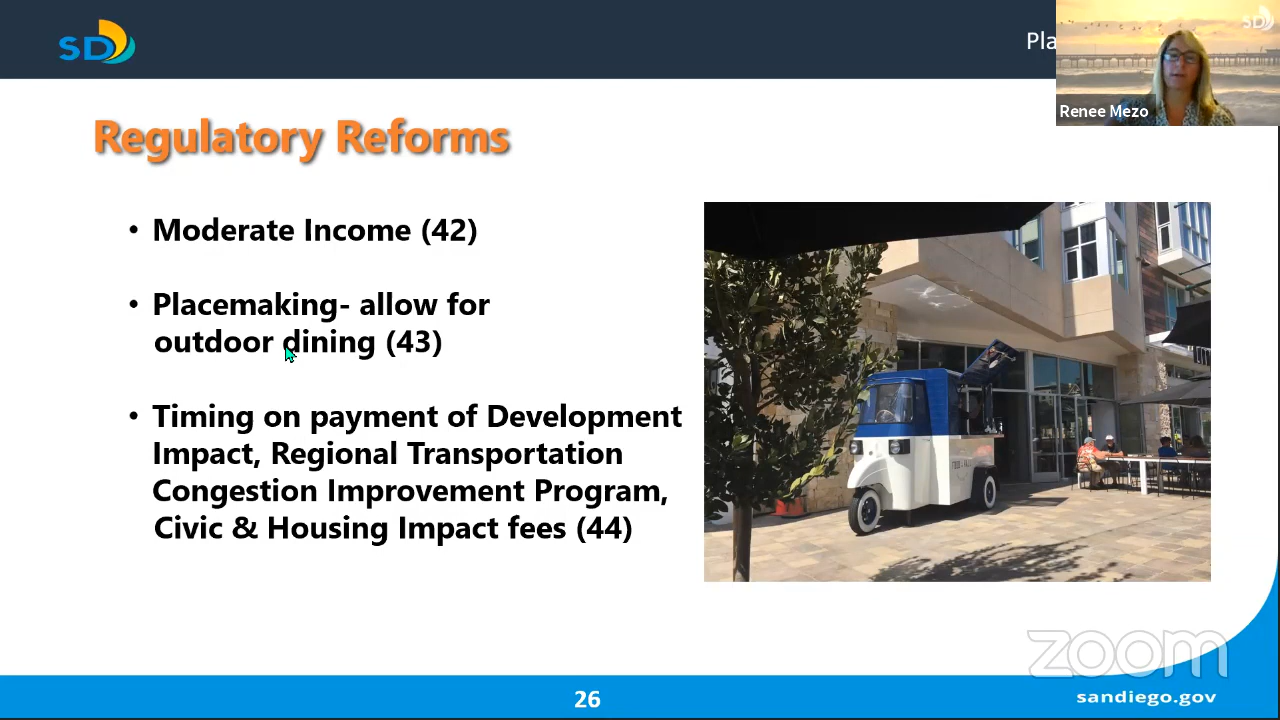 SD
Pla
SD
Renee Mezo
Regulatory Reforms
• Moderate Income (42)
• Placemaking- allow for
outdoor dining (43)
• Timing on payment of Development
Impact, Regional Transportation
Congestion Improvement Program,
Civic & Housing Impact fees (44)
zoom
26
sandiego.gov